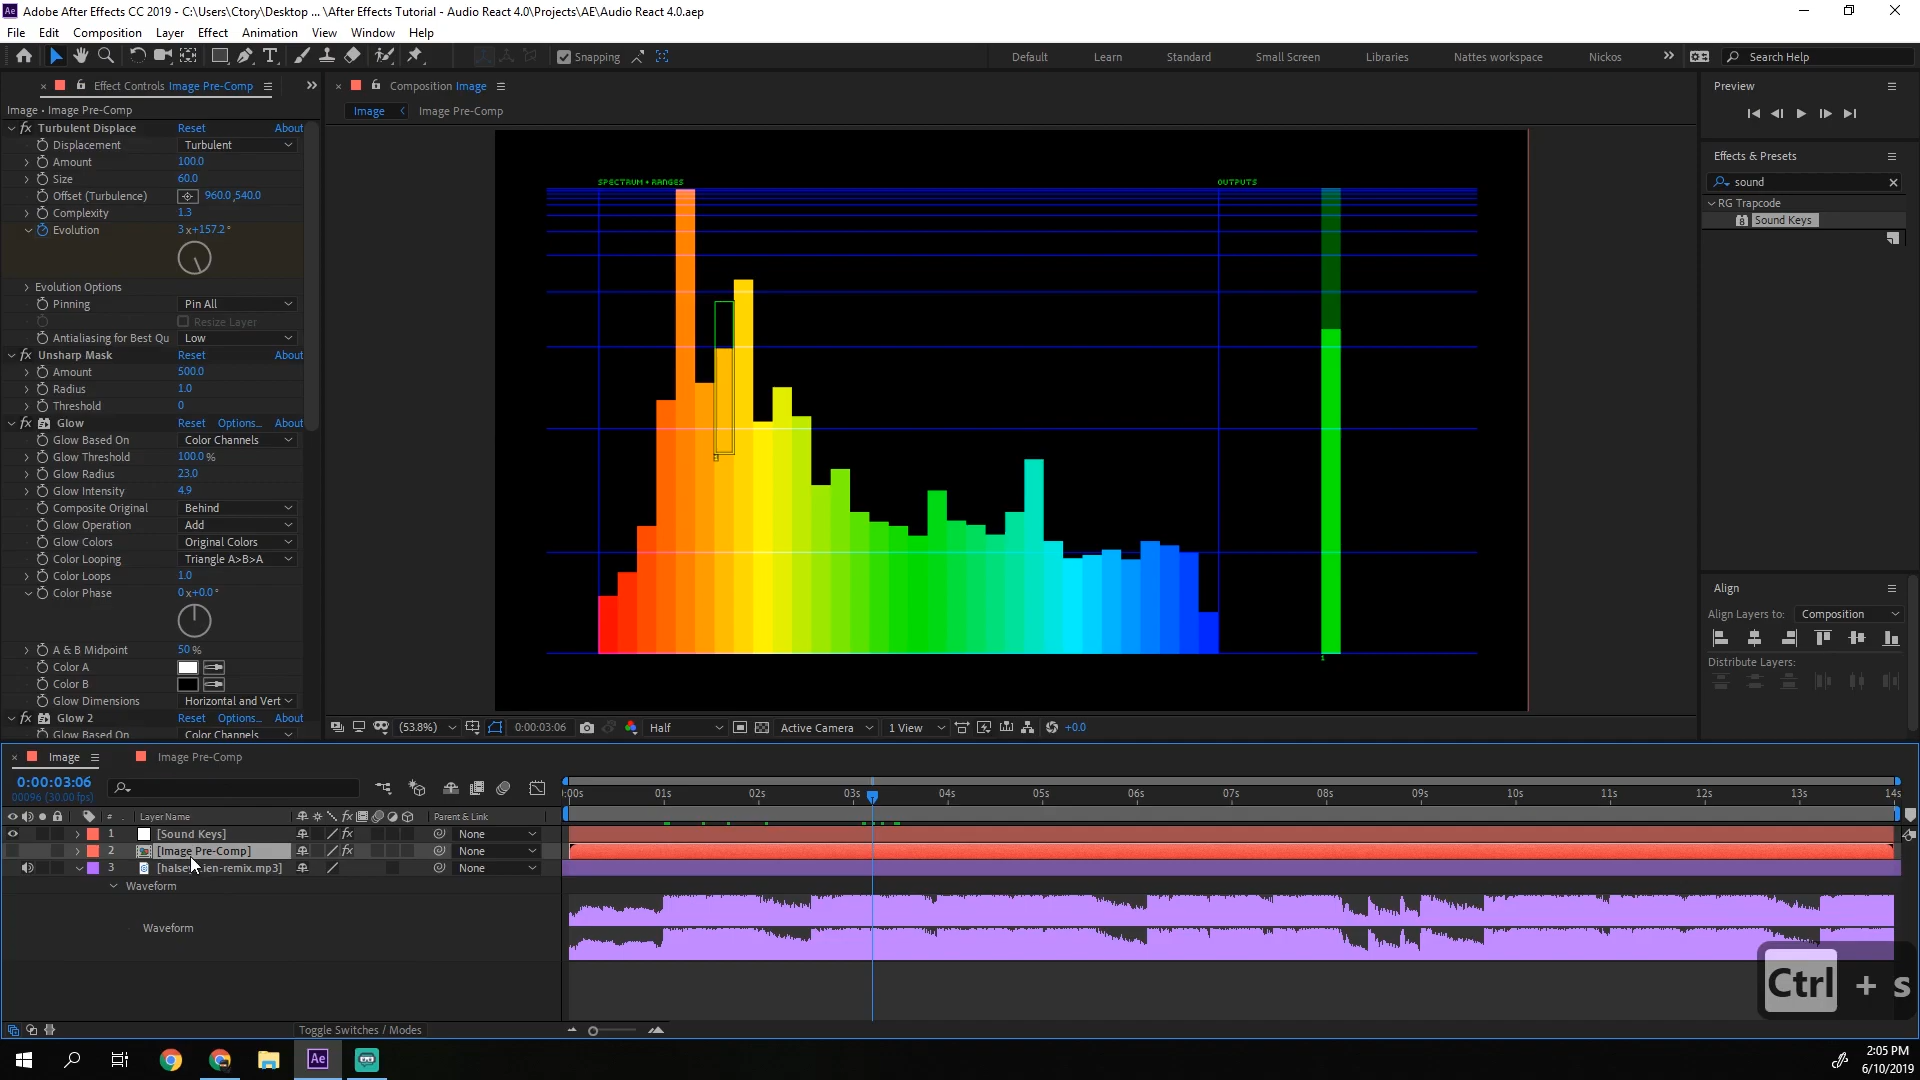 Adobe After Effects CC 2019 - C:\Users\Ctory\Desktop ... \After Effects Tutorial - Audio React 4.0\Projects\AE\Audio React 4.0.aep
File Edit Composition Layer Effect Animation View Window Help
Snapping Default Learn Standard Small Screen Libraries Nattes workspace Nickos Search Help
Effect Controls Image Pre-Comp
Composition Image
Preview
Image • Image Pre-Comp
Image Image Pre-Comp
fx Turbulent Displace Reset About
Displacement Turbulent
Amount 100.0
Size 60.0
Offset (Turbulence) 960.0,540.0
Complexity 1.3
Evolution 3x+157.2°
Evolution Options
Pinning Pin All
Resize Layer
Antialiasing for Best Qu Low
fx Unsharp Mask Reset About
Amount 500.0
Radius 1.0
Threshold 0
fx Glow Reset Options... About
Glow Based On Color Channels
Glow Threshold 100.0 %
Glow Radius 23.0
Glow Intensity 4.9
Composite Original Behind
Glow Operation Add
Glow Colors Original Colors
Color Looping Triangle A>B>A
Color Loops 1.0
Color Phase 0x+0.0°
A & B Midpoint 50 %
Color A
Color B
Glow Dimensions Horizontal and Vert
fx Glow 2 Reset Options... About
Glow Based On Color Channels
SPECTRUM + RANGES OUTPUTS
1
Effects & Presets
sound
RG Trapcode
Sound Keys
Align
Align Layers to: Composition
Distribute Layers:
(53.8%) 0:00:03:06 Half Active Camera 1 View +0.0
Image Image Pre-Comp
0:00:03:06
00096 (30.00 fps)
:00s 01s 02s 03s 04s 05s 06s 07s 08s 09s 10s 11s 12s 13s 14s
# Layer Name fx Parent & Link
1 [Sound Keys] fx None
2 [Image Pre-Comp] fx None
3 None
Waveform
Waveform
Toggle Switches / Modes
Ctrl + s
Ae
2:05 PM
6/10/2019